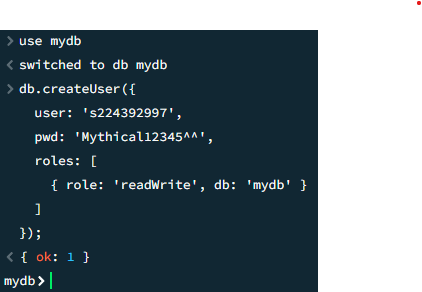 > use mydb
< switched to db mydb
> db.createUser({
user: 's224392997',
pwd: 'Mythical12345^^',
roles: [
{ role: 'readWrite', db: 'mydb' }
]
});
< { ok: 1 }
mydb>